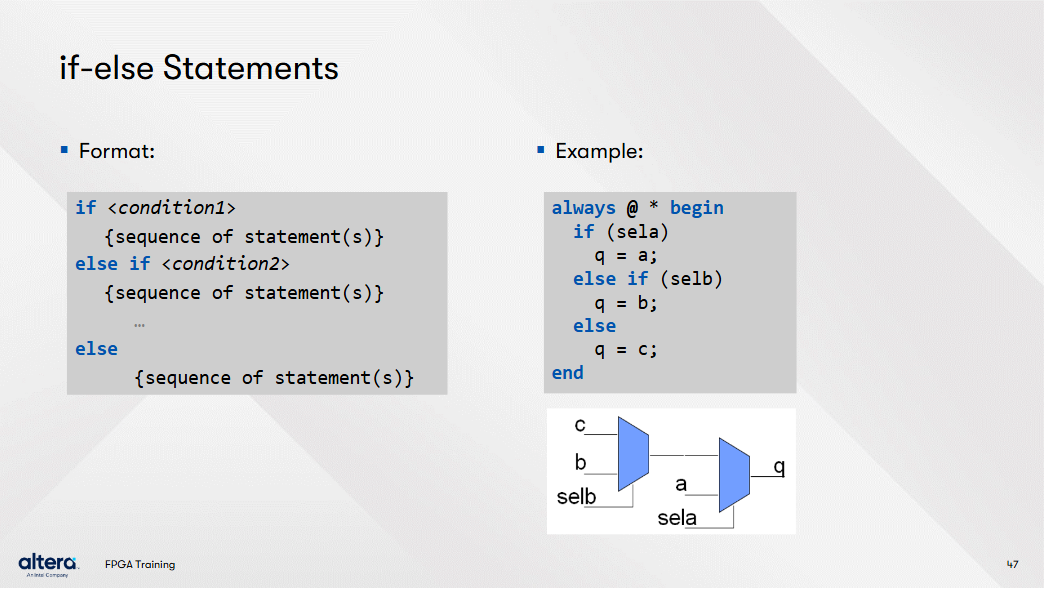 if-else Statements
▪ Format:
if <condition1>
{sequence of statement(s)}
else if <condition2>
{sequence of statement(s)}
…
else
{sequence of statement(s)}
▪ Example:
always @ * begin
if (sela)
q = a;
else if (selb)
q = b;
else
q = c;
end
c
b
selb
a
sela
q
altera
An Intel Company
FPGA Training
47